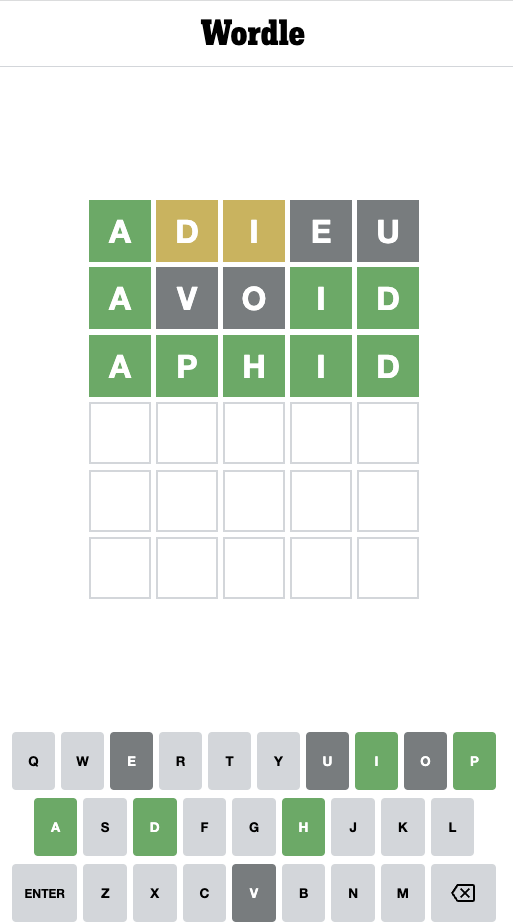 Wordle
A D I E U
A V O I D
A P H I D
Q W E R T Y U I O P
A S D F G H J K L
ENTER Z X C V B N M